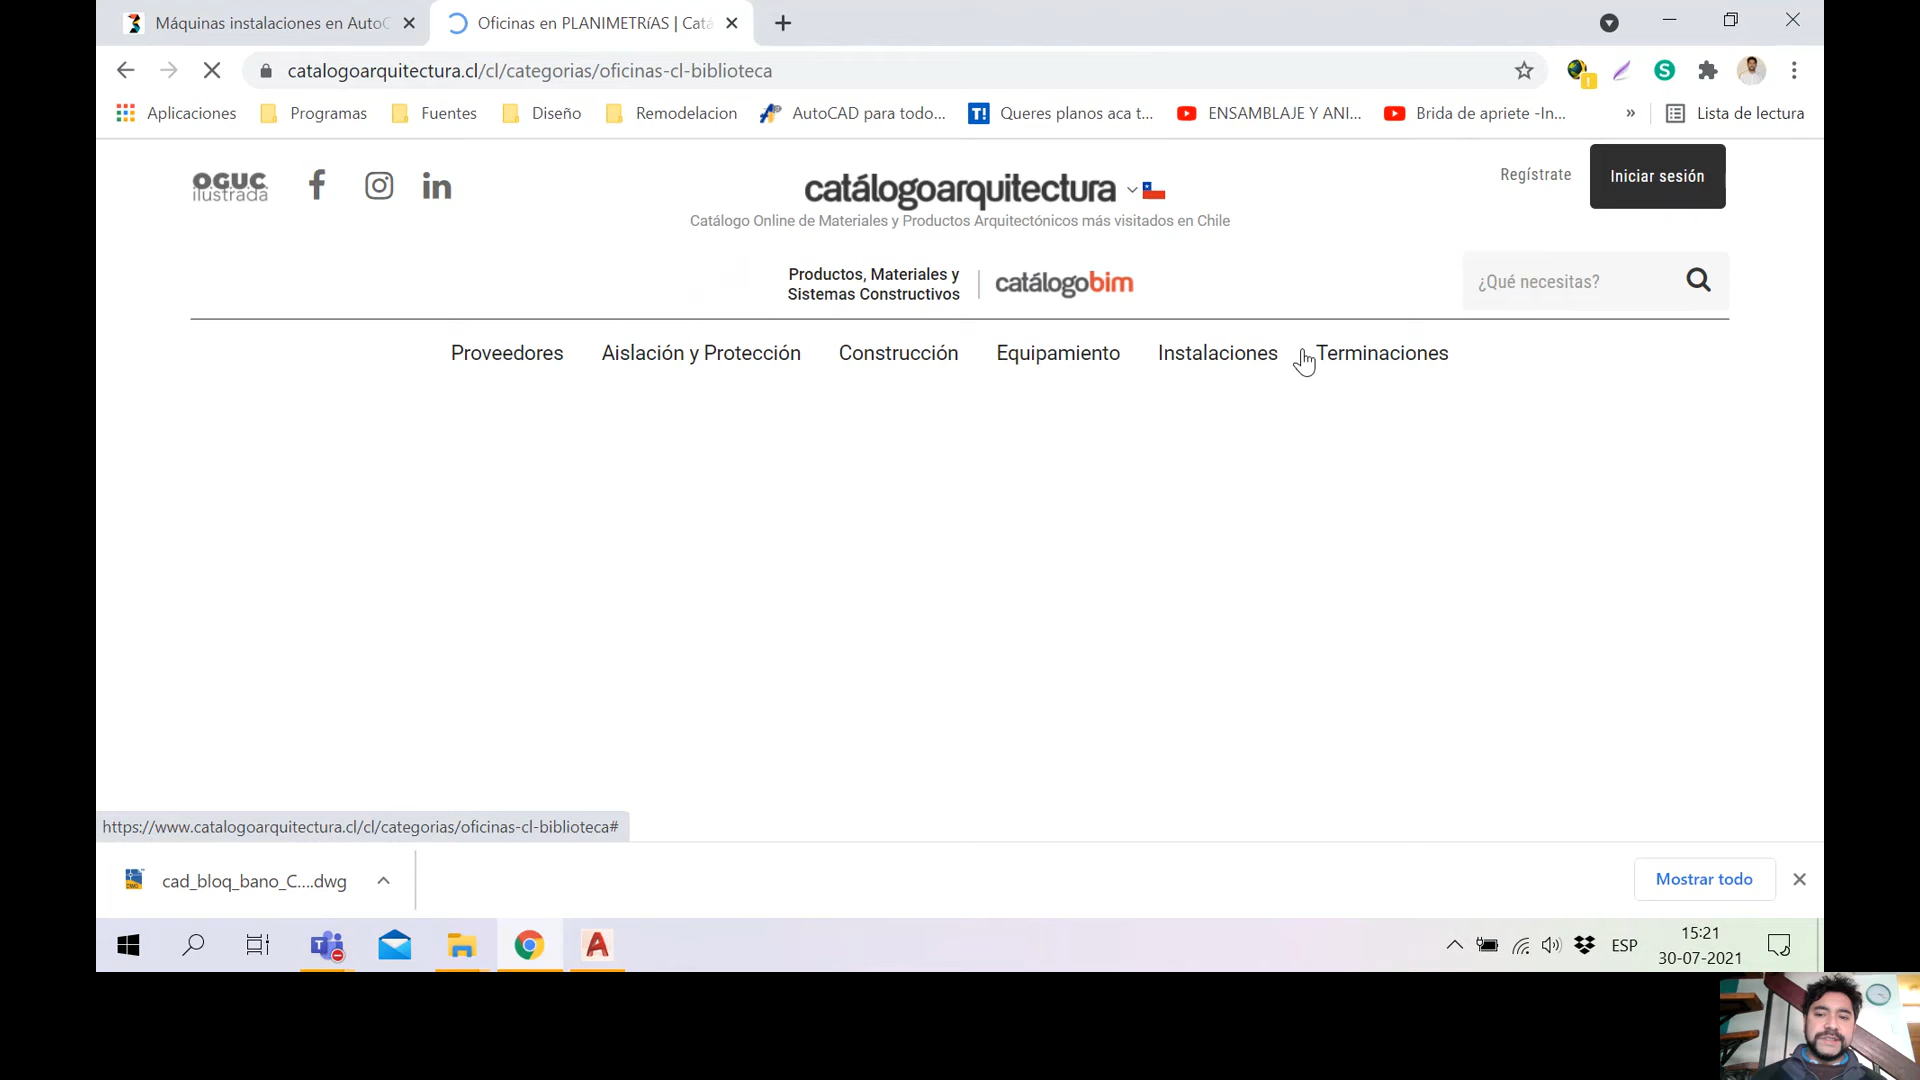 Máquinas instalaciones en AutoC
Oficinas en PLANIMETRíAS | Catá
catalogoarquitectura.cl/cl/categorias/oficinas-cl-biblioteca
Aplicaciones
Programas
Fuentes
Diseño
Remodelacion
AutoCAD para todo...
T!
Queres planos aca t...
ENSAMBLAJE Y ANI...
Brida de apriete -In...
»
Lista de lectura
OGUC
ilustrada
catálogoarquitectura
Catálogo Online de Materiales y Productos Arquitectónicos más visitados en Chile
Regístrate
Iniciar sesión
Productos, Materiales y
Sistemas Constructivos
catálogobim
¿Qué necesitas?
Proveedores
Aislación y Protección
Construcción
Equipamiento
Instalaciones
Terminaciones
https://www.catalogoarquitectura.cl/cl/categorias/oficinas-cl-biblioteca#
cad_bloq_bano_C....dwg
Mostrar todo
ESP
15:21
30-07-2021